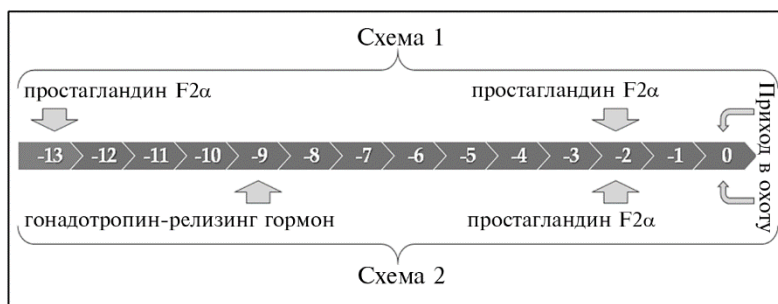 Схема 1
простагландин F2α простагландин F2α
-13 -12 -11 -10 -9 -8 -7 -6 -5 -4 -3 -2 -1 0
гонадотропин-релизинг гормон простагландин F2α
Схема 2
Приход в охоту